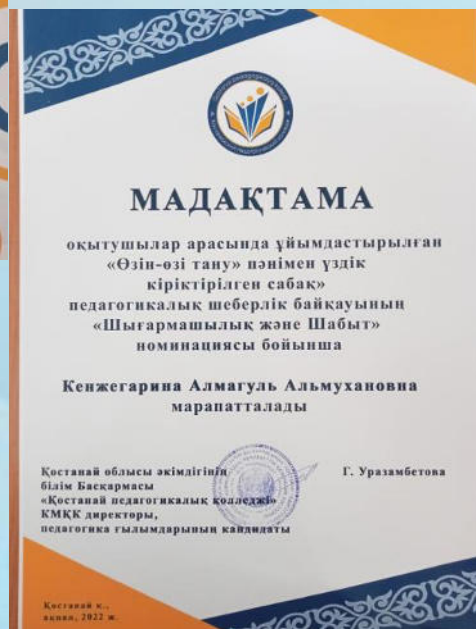 МАДАҚТАМА
оқытушылар арасында ұйымдастырылған
«Өзін-өзі тану» пәнімен үздік
кіріктірілген сабақ»
педагогикалық шеберлік байқауының
«Шығармашылық және Шабыт»
номинациясы бойынша
Кенжегарина Алмагуль Альмухановна
марапатталады
Қостанай облысы әкімдігінің
білім Басқармасы
«Қостанай педагогикалық колледжі»
КМҚК директоры,
педагогика ғылымдарының кандидаты
Г. Уразамбетова
Қостанай қ.,
ақпан, 2022 ж.